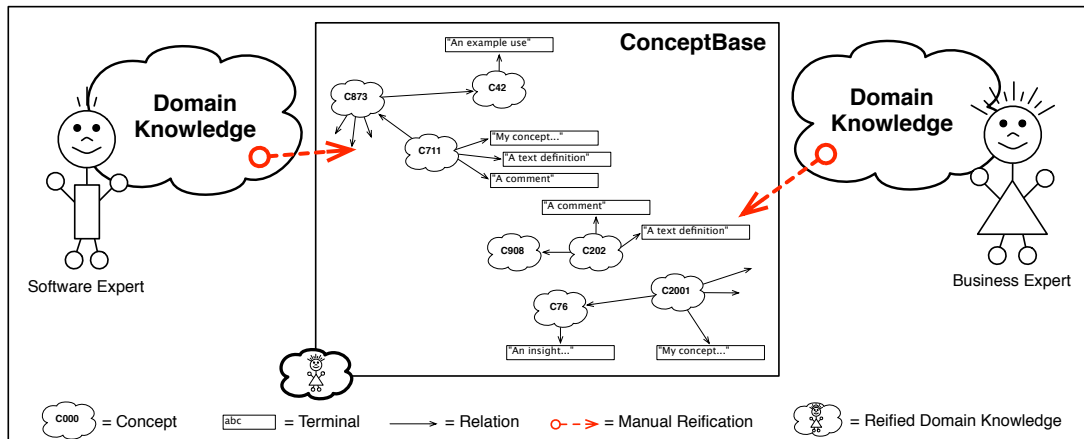 ConceptBase
"An example use"
Domain
Knowledge
C873
C42
C711
"My concept..."
"A text definition"
"A comment"
Domain
Knowledge
"A comment"
"A text definition"
C908
C202
C2001
C76
"An insight..."
"My concept..."
Software Expert
Business Expert
C000
= Concept
abc
= Terminal
= Relation
= Manual Reification
= Reified Domain Knowledge